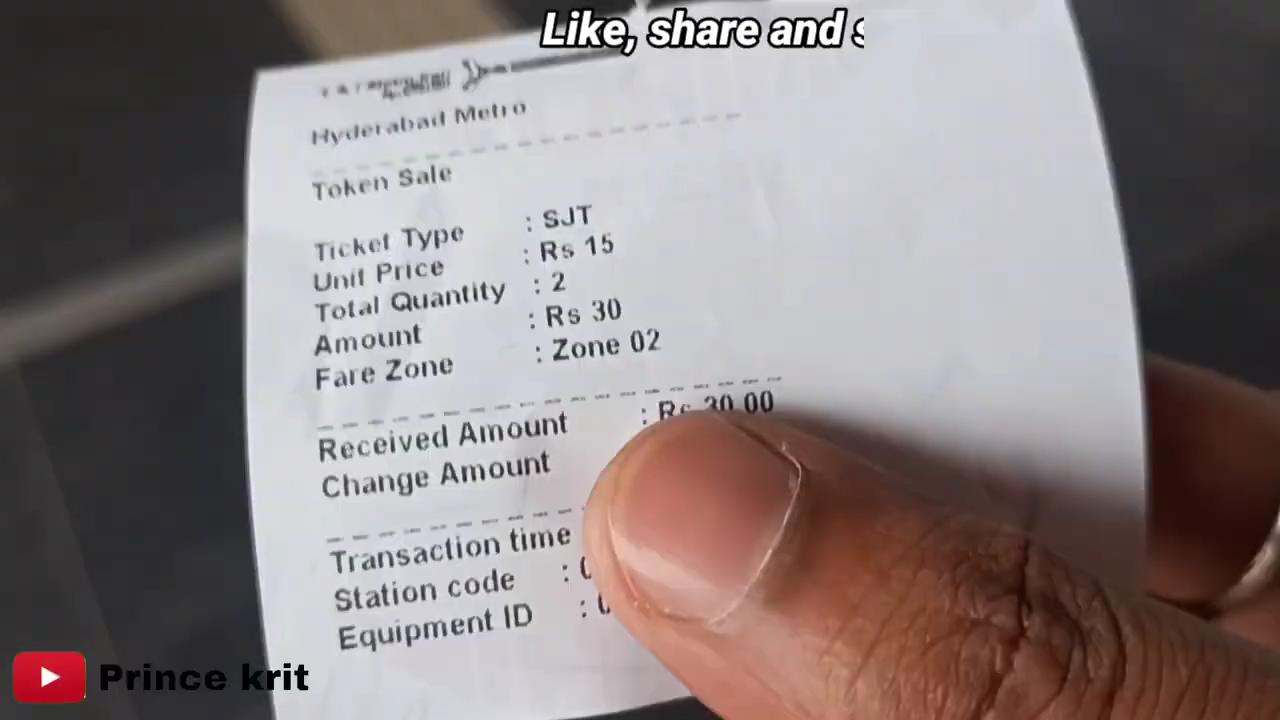 Like, share and s
Hyderabad Metro
Token Sale
Ticket Type : SJT
Unit Price : Rs 15
Total Quantity : 2
Amount : Rs 30
Fare Zone : Zone 02
Received Amount : Rs 30.00
Change Amount
Transaction time
Station code : 0
Equipment ID : 0
Prince krit